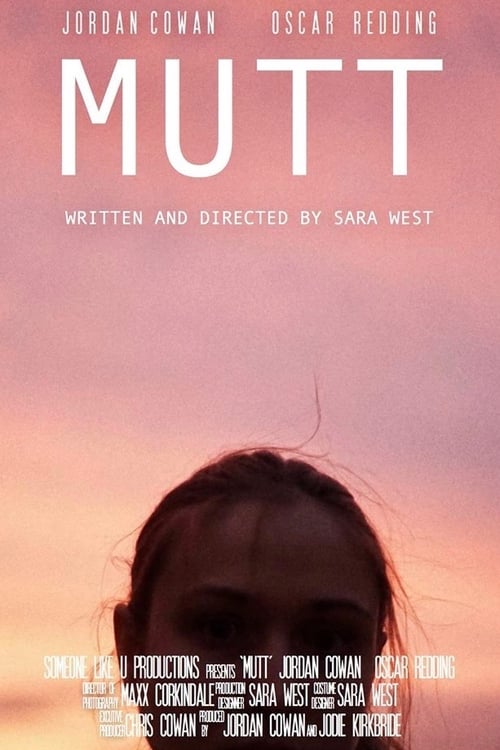 JORDAN COWAN OSCAR REDDING
MUTT
WRITTEN AND DIRECTED BY SARA WEST
SOMEONE LIKE U PRODUCTIONS PRESENTS 'MUTT' JORDAN COWAN OSCAR REDDING
DIRECTOR OF PHOTOGRAPHY MAXX CORKINDALE PRODUCTION DESIGNER SARA WEST COSTUME DESIGNER SARA WEST
EXCUTIVE PRODUCER CHRIS COWAN PRODUCED BY JORDAN COWAN AND JODIE KIRKBRIDE